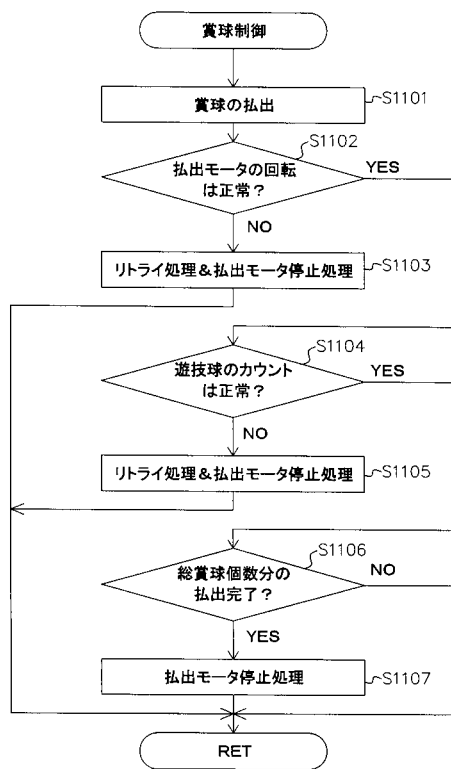 賞球制御
賞球の払出
S1101
S1102
払出モータの回転
は正常？
YES
NO
リトライ処理&払出モータ停止処理
S1103
S1104
遊技球のカウント
は正常？
YES
NO
リトライ処理&払出モータ停止処理
S1105
S1106
総賞球個数分の
払出完了？
NO
YES
払出モータ停止処理
S1107
RET